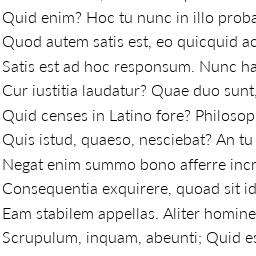 Quid enim? Hoc tu nunc in illo proba
Quod autem satis est, eo quicquid ac
Satis est ad hoc responsum. Nunc ha
Cur iustitia laudatur? Quae duo sunt,
Quid censes in Latino fore? Philosop
Quis istud, quaeso, nesciebat? An tu
Negat enim summo bono afferre incr
Consequentia exquirere, quoad sit id
Eam stabilem appellas. Aliter homine
Scrupulum, inquam, abeunti; Quid es